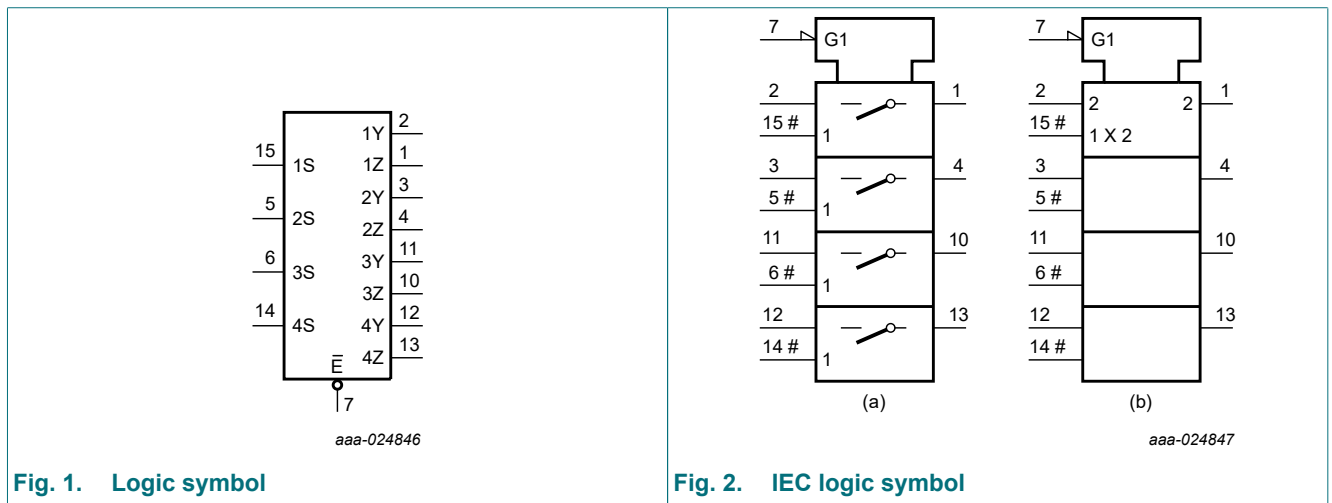 15
1S
5
2S
6
3S
14
4S
1Y
2
1Z
1
2Y
3
2Z
4
3Y
11
3Z
10
4Y
12
4Z
13
E̅
7
aaa-024846
Fig. 1. Logic symbol
7
G1
2
1
15 #
1
3
4
5 #
1
11
10
6 #
1
12
13
14 #
1
(a)
7
G1
2
2
2
1
15 #
1 X 2
3
4
5 #
11
10
6 #
12
13
14 #
(b)
aaa-024847
Fig. 2. IEC logic symbol